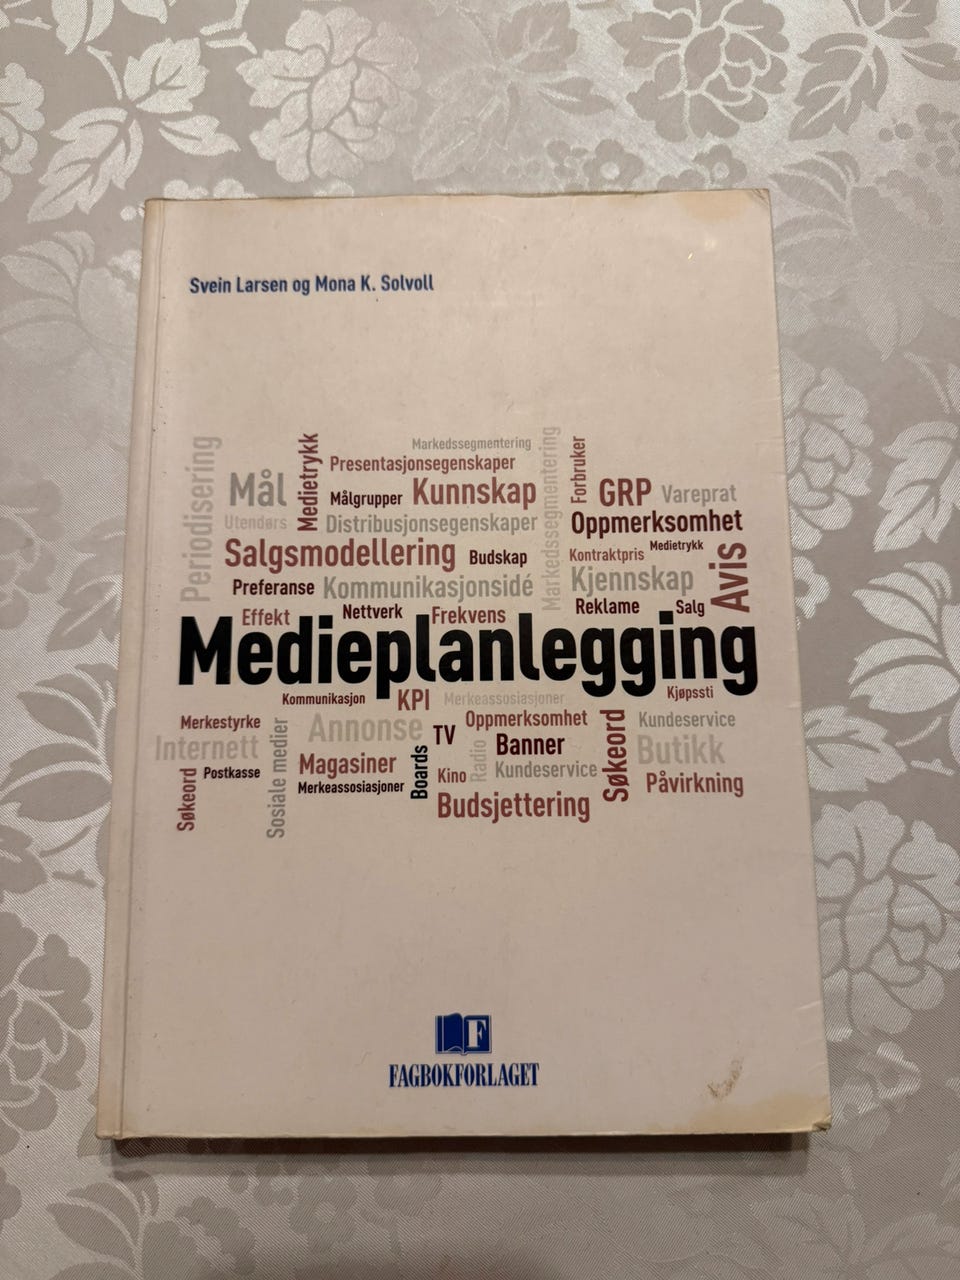 Svein Larsen og Mona K. Solvoll
Periodisering
Mål
Medietrykk
Markedssegmentering
Presentasjonsegenskaper
Målgrupper
Kunnskap
Markedssegmentering
Forbruker
GRP
Vareprat
Utendørs
Distribusjonsegenskaper
Oppmerksomhet
Salgsmodellering
Budskap
Kontraktpris
Medietrykk
Avis
Preferanse
Kommunikasjonsidé
Kjennskap
Effekt
Nettverk
Frekvens
Reklame
Salg
Medieplanlegging
Kommunikasjon
KPI
Merkeassosiasjoner
Kjøpssti
Merkestyrke
Sosiale medier
Annonse
TV
Oppmerksomhet
Søkeord
Kundeservice
Internett
Boards
Radio
Banner
Butikk
Søkeord
Postkasse
Magasiner
Kino
Kundeservice
Påvirkning
Merkeassosiasjoner
Budsjettering
F
FAGBOKFORLAGET